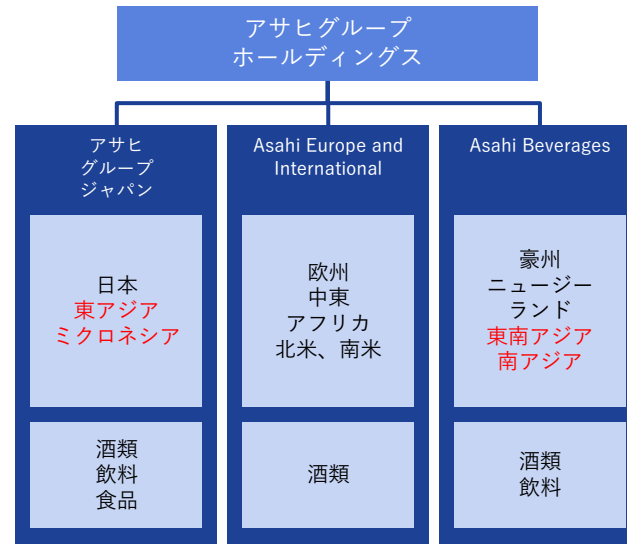 アサヒグループ
ホールディングス
アサヒ
グループ
ジャパン
日本
東アジア
ミクロネシア
酒類
飲料
食品
Asahi Europe and
International
欧州
中東
アフリカ
北米、南米
酒類
Asahi Beverages
豪州
ニュージー
ランド
東南アジア
南アジア
酒類
飲料